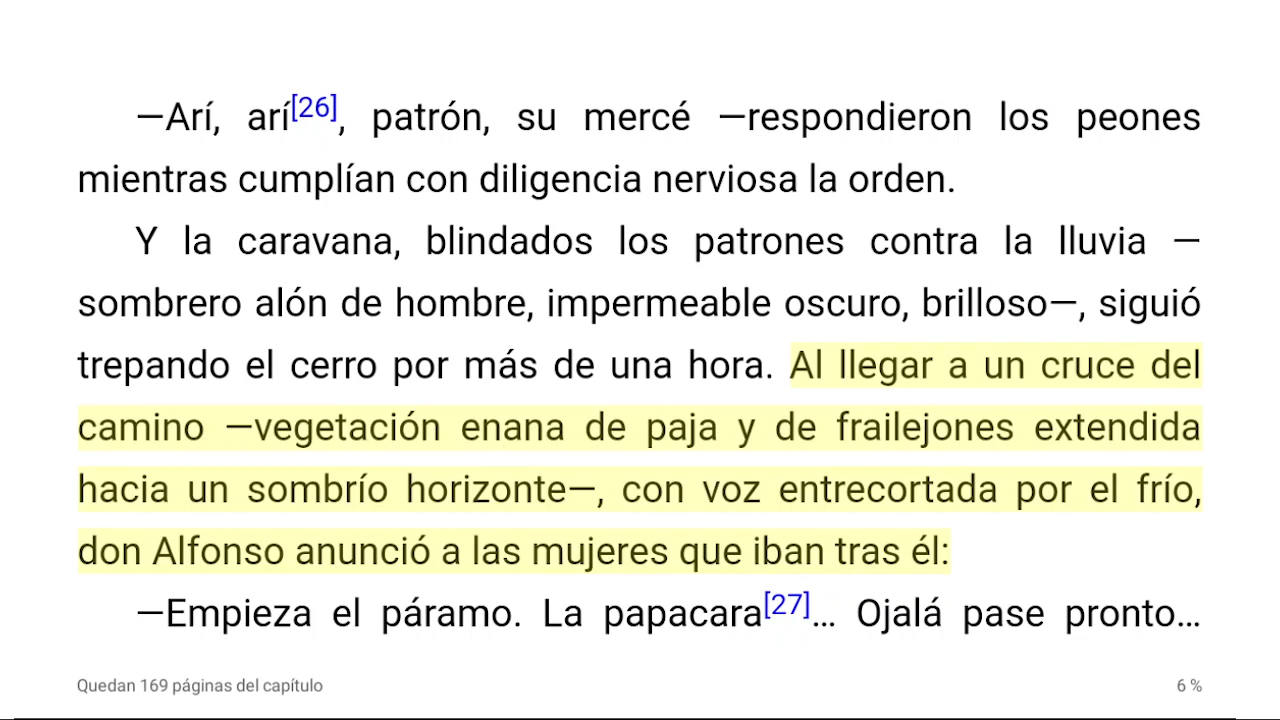 —Arí, arí[26], patrón, su mercé —respondieron los peones
mientras cumplían con diligencia nerviosa la orden.
Y la caravana, blindados los patrones contra la lluvia —
sombrero alón de hombre, impermeable oscuro, brilloso—, siguió
trepando el cerro por más de una hora. Al llegar a un cruce del
camino —vegetación enana de paja y de frailejones extendida
hacia un sombrío horizonte—, con voz entrecortada por el frío,
don Alfonso anunció a las mujeres que iban tras él:
—Empieza el páramo. La papacara[27]… Ojalá pase pronto…
Quedan 169 páginas del capítulo
6 %